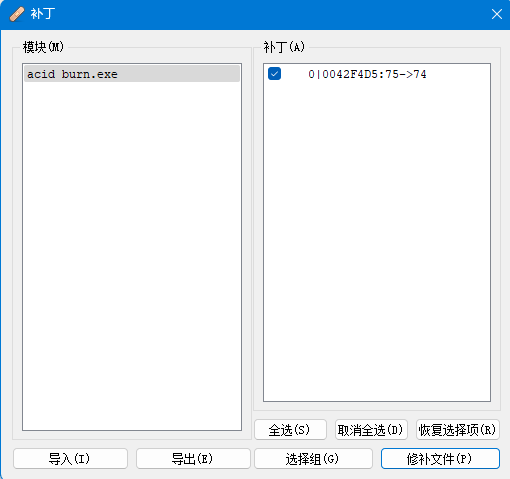 补丁
模块(M)
acid burn.exe
补丁(A)
0|0042F4D5:75->74
全选(S)
取消全选(D)
恢复选择项(R)
导入(I)
导出(E)
选择组(G)
修补文件(P)